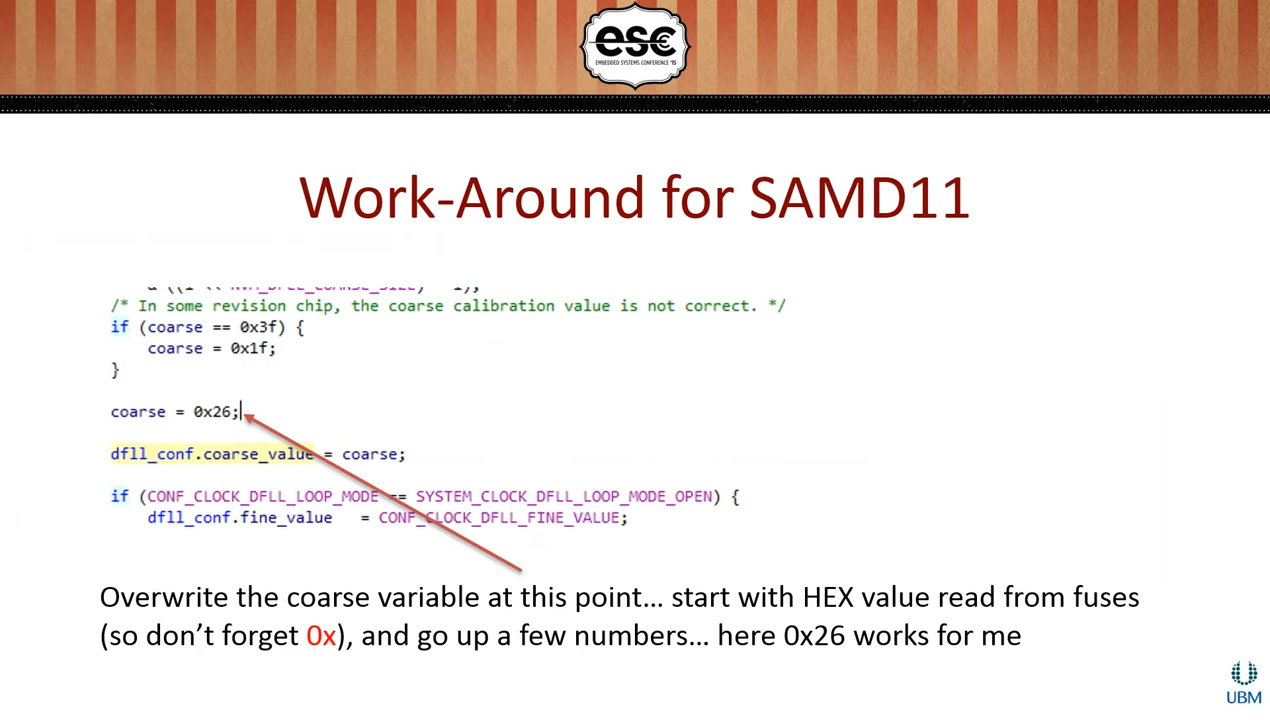 esc
EMBEDDED SYSTEMS CONFERENCE '15
Work-Around for SAMD11
/* In some revision chip, the coarse calibration value is not correct. */
if (coarse == 0x3f) {
coarse = 0x1f;
}
coarse = 0x26;
dfll_conf.coarse_value = coarse;
if (CONF_CLOCK_DFLL_LOOP_MODE == SYSTEM_CLOCK_DFLL_LOOP_MODE_OPEN) {
dfll_conf.fine_value = CONF_CLOCK_DFLL_FINE_VALUE;
Overwrite the coarse variable at this point... start with HEX value read from fuses
(so don't forget 0x), and go up a few numbers... here 0x26 works for me
UBM